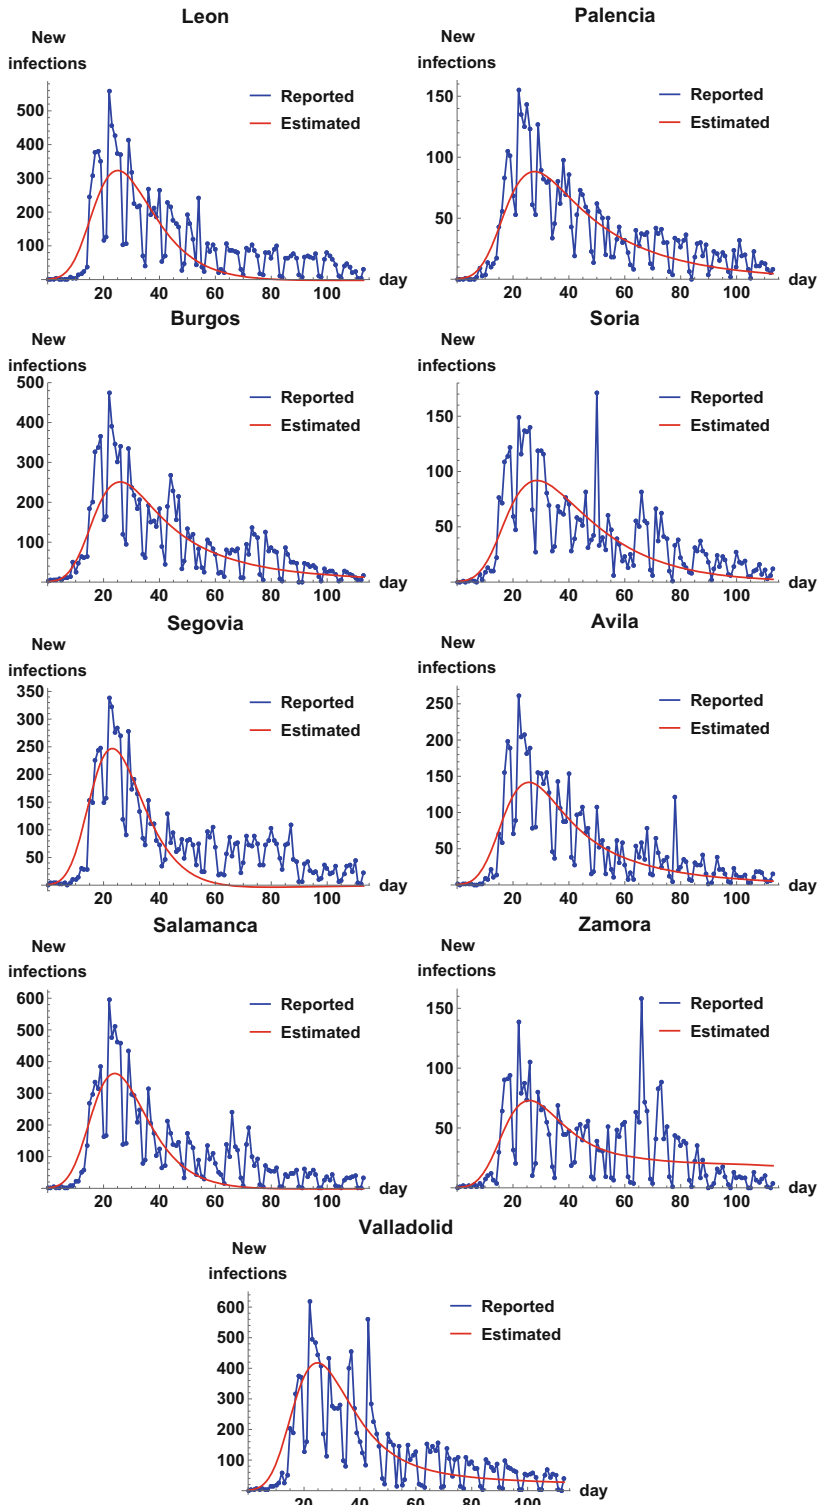 Leon
New
infections
Reported
Estimated
500
400
300
200
100
20 40 60 80 100
day
Palencia
New
infections
Reported
Estimated
150
100
50
20 40 60 80 100
day
Burgos
New
infections
Reported
Estimated
500
400
300
200
100
20 40 60 80 100
day
Soria
New
infections
Reported
Estimated
150
100
50
20 40 60 80 100
day
Segovia
New
infections
Reported
Estimated
350
300
250
200
150
100
50
20 40 60 80 100
day
Avila
New
infections
Reported
Estimated
250
200
150
100
50
20 40 60 80 100
day
Salamanca
New
infections
Reported
Estimated
600
500
400
300
200
100
20 40 60 80 100
day
Zamora
New
infections
Reported
Estimated
150
100
50
20 40 60 80 100
day
Valladolid
New
infections
Reported
Estimated
600
500
400
300
200
100
20 40 60 80 100
day